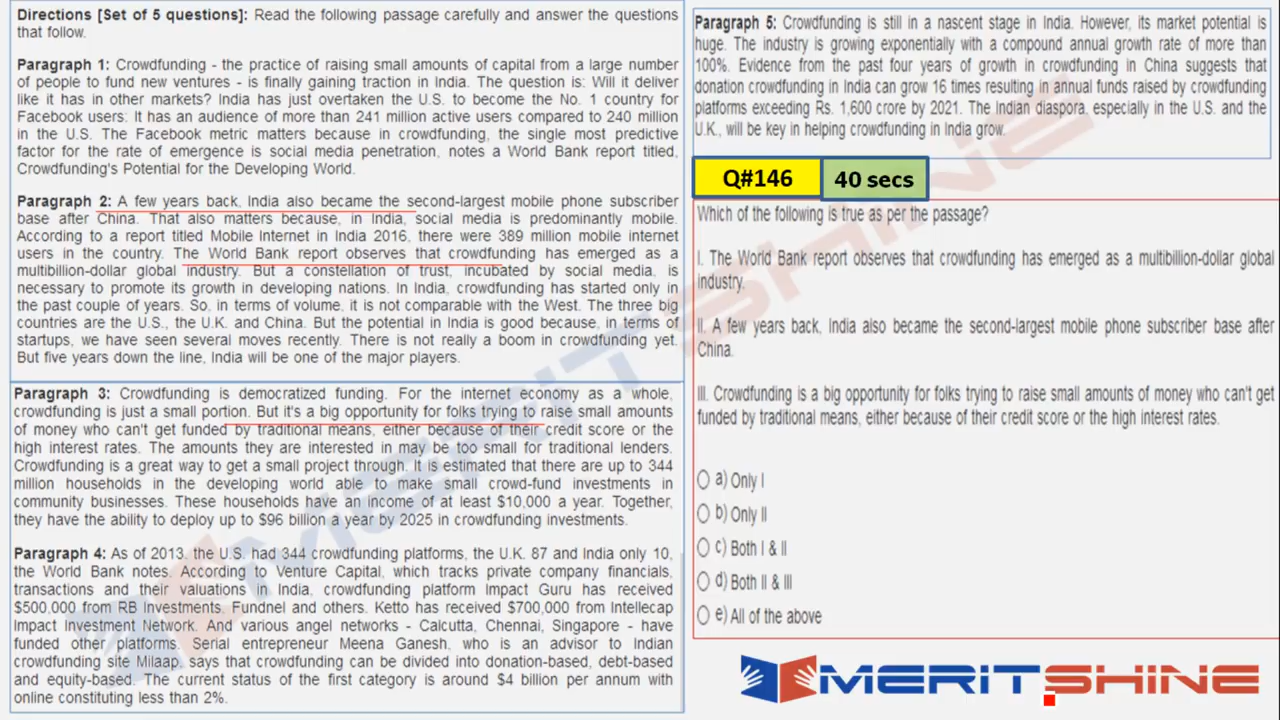 Directions [Set of 5 questions]: Read the following passage carefully and answer the questions
that follow.
Paragraph 1: Crowdfunding - the practice of raising small amounts of capital from a large number
of people to fund new ventures - is finally gaining traction in India. The question is: Will it deliver
like it has in other markets? India has just overtaken the U.S. to become the No. 1 country for
Facebook users: It has an audience of more than 241 million active users compared to 240 million
in the U.S. The Facebook metric matters because in crowdfunding, the single most predictive
factor for the rate of emergence is social media penetration, notes a World Bank report titled,
Crowdfunding's Potential for the Developing World.
Paragraph 2: A few years back, India also became the second-largest mobile phone subscriber
base after China. That also matters because, in India, social media is predominantly mobile.
According to a report titled Mobile Internet in India 2016, there were 389 million mobile internet
users in the country. The World Bank report observes that crowdfunding has emerged as a
multibillion-dollar global industry. But a constellation of trust, incubated by social media, is
necessary to promote its growth in developing nations. In India, crowdfunding has started only in
the past couple of years. So, in terms of volume, it is not comparable with the West. The three big
countries are the U.S., the U.K. and China. But the potential in India is good because, in terms of
startups, we have seen several moves recently. There is not really a boom in crowdfunding yet.
But five years down the line, India will be one of the major players.
Paragraph 3: Crowdfunding is democratized funding. For the internet economy as a whole,
crowdfunding is just a small portion. But it's a big opportunity for folks trying to raise small amounts
of money who can't get funded by traditional means, either because of their credit score or the
high interest rates. The amounts they are interested in may be too small for traditional lenders.
Crowdfunding is a great way to get a small project through. It is estimated that there are up to 344
million households in the developing world able to make small crowd-fund investments in
community businesses. These households have an income of at least $10,000 a year. Together,
they have the ability to deploy up to $96 billion a year by 2025 in crowdfunding investments.
Paragraph 4: As of 2013, the U.S. had 344 crowdfunding platforms, the U.K. 87 and India only 10,
the World Bank notes. According to Venture Capital, which tracks private company financials,
transactions and their valuations in India, crowdfunding platform Impact Guru has received
$500,000 from RB Investments, Fundnel and others. Ketto has received $700,000 from Intellecap
Impact Investment Network. And various angel networks - Calcutta, Chennai, Singapore - have
funded other platforms. Serial entrepreneur Meena Ganesh, who is an advisor to Indian
crowdfunding site Milaap, says that crowdfunding can be divided into donation-based, debt-based
and equity-based. The current status of the first category is around $4 billion per annum with
online constituting less than 2%.
Paragraph 5: Crowdfunding is still in a nascent stage in India. However, its market potential is
huge. The industry is growing exponentially with a compound annual growth rate of more than
100%. Evidence from the past four years of growth in crowdfunding in China suggests that
donation crowdfunding in India can grow 16 times resulting in annual funds raised by crowdfunding
platforms exceeding Rs. 1,600 crore by 2021. The Indian diaspora, especially in the U.S. and the
U.K., will be key in helping crowdfunding in India grow.
Q#146 40 secs
Which of the following is true as per the passage?
I. The World Bank report observes that crowdfunding has emerged as a multibillion-dollar global
industry.
II. A few years back, India also became the second-largest mobile phone subscriber base after
China.
III. Crowdfunding is a big opportunity for folks trying to raise small amounts of money who can't get
funded by traditional means, either because of their credit score or the high interest rates.
a) Only I
b) Only II
c) Both I & II
d) Both II & III
e) All of the above
MERITSHINE